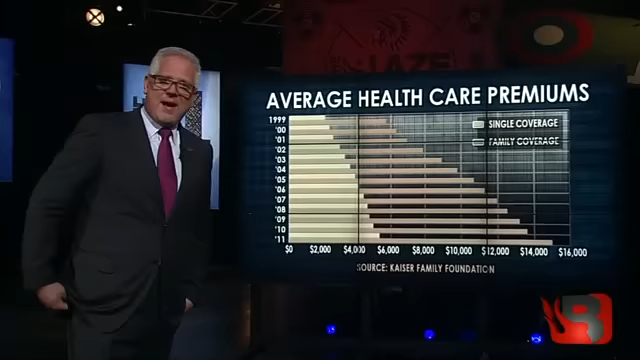 LAZE
AVERAGE HEALTH CARE PREMIUMS
1999
'00
'01
'02
'03
'04
'05
'06
'07
'08
'09
'10
'11
SINGLE COVERAGE
FAMILY COVERAGE
$0 $2,000 $4,000 $6,000 $8,000 $10,000 $12,000 $14,000 $16,000
SOURCE: KAISER FAMILY FOUNDATION
B